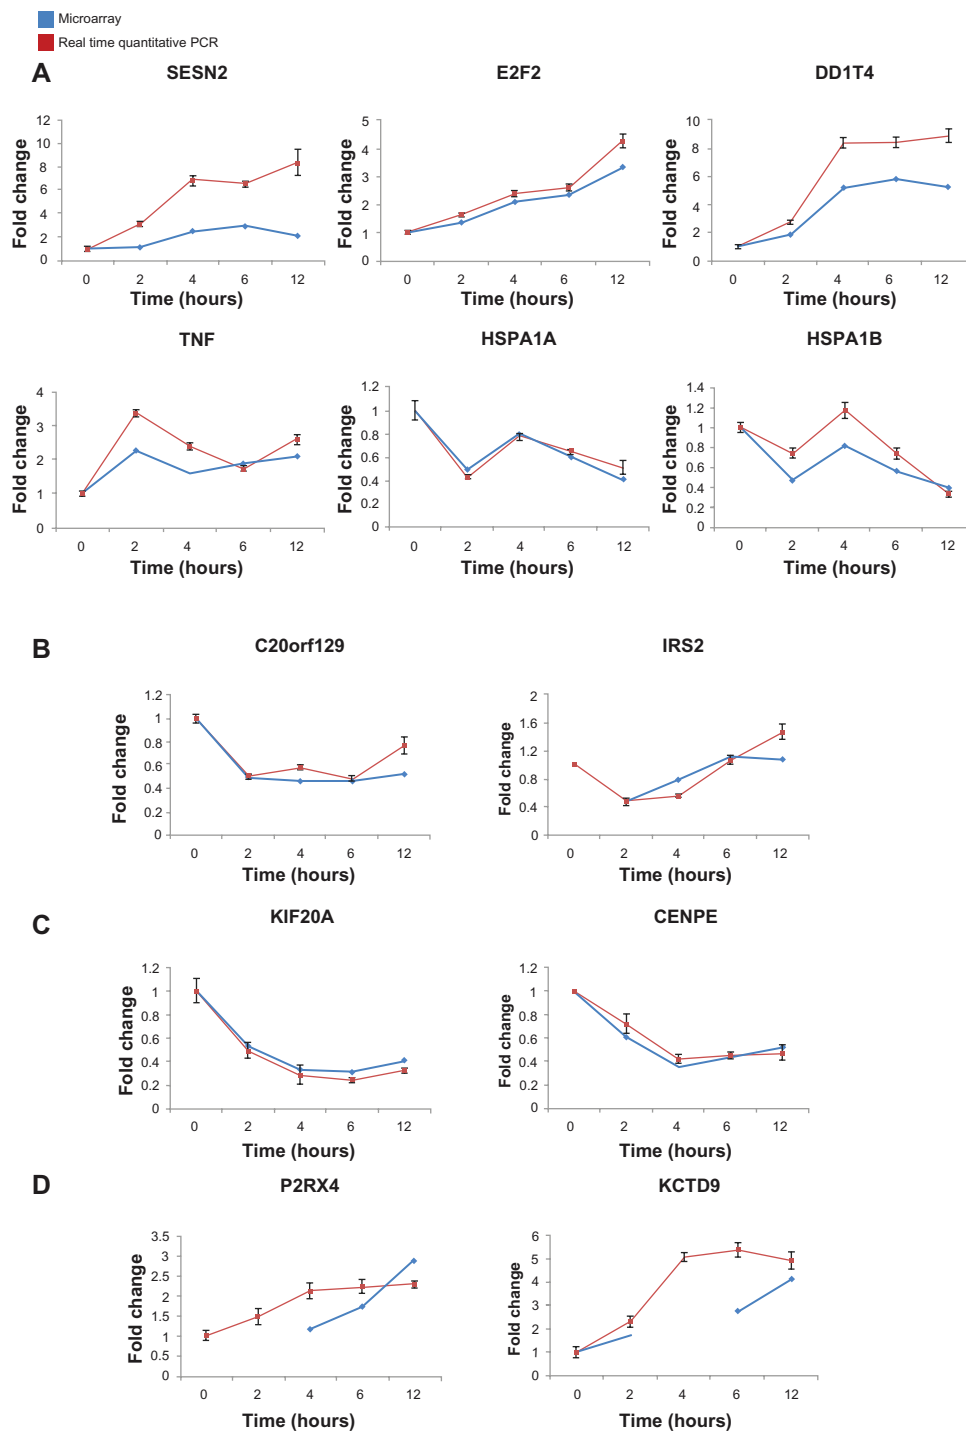 Microarray
Real time quantitative PCR
A
SESN2
E2F2
DD1T4
Fold change
12
10
8
6
4
2
0
0 2 4 6 12
Time (hours)
Fold change
5
4
3
2
1
0
0 2 4 6 12
Time (hours)
Fold change
10
8
6
4
2
0
0 2 4 6 12
Time (hours)
TNF
HSPA1A
HSPA1B
Fold change
4
3
2
1
0
0 2 4 6 12
Time (hours)
Fold change
1.2
1
0.8
0.6
0.4
0.2
0
0 2 4 6 12
Time (hours)
Fold change
1.4
1.2
1
0.8
0.6
0.4
0.2
0
0 2 4 6 12
Time (hours)
B
C20orf129
IRS2
Fold change
1.2
1
0.8
0.6
0.4
0.2
0
0 2 4 6 12
Time (hours)
Fold change
2
1.6
1.2
0.8
0.4
0
0 2 4 6 12
Time (hours)
C
KIF20A
CENPE
Fold change
1.2
1
0.8
0.6
0.4
0.2
0
0 2 4 6 12
Time (hours)
Fold change
1.2
1
0.8
0.6
0.4
0.2
0
0 2 4 6 12
Time (hours)
D
P2RX4
KCTD9
Fold change
3.5
3
2.5
2
1.5
1
0.5
0
0 2 4 6 12
Time (hours)
Fold change
6
5
4
3
2
1
0
0 2 4 6 12
Time (hours)